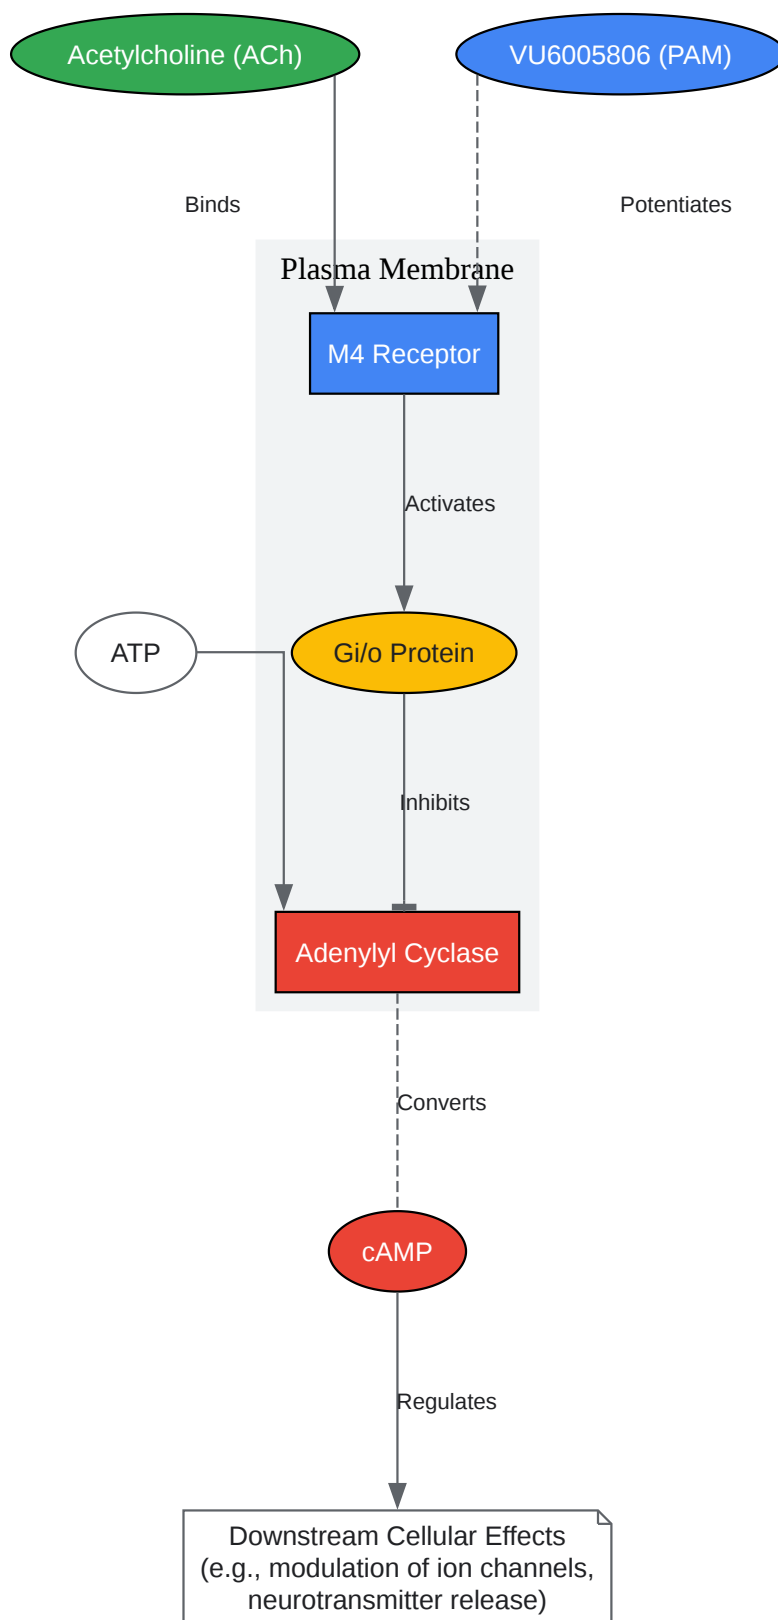 Acetylcholine (ACh)
VU6005806 (PAM)
Binds
Potentiates
Plasma Membrane
M4 Receptor
Activates
ATP
Gi/o Protein
Inhibits
Adenylyl Cyclase
Converts
cAMP
Regulates
Downstream Cellular Effects
(e.g., modulation of ion channels,
neurotransmitter release)